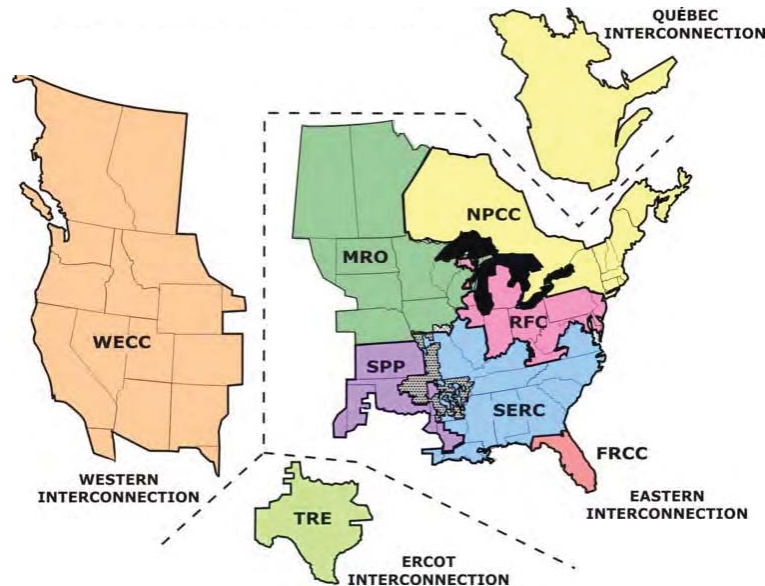 QUÉBEC
INTERCONNECTION
NPCC
MRO
RFC
WECC
SPP
SERC
FRCC
WESTERN
INTERCONNECTION
EASTERN
INTERCONNECTION
TRE
ERCOT
INTERCONNECTION